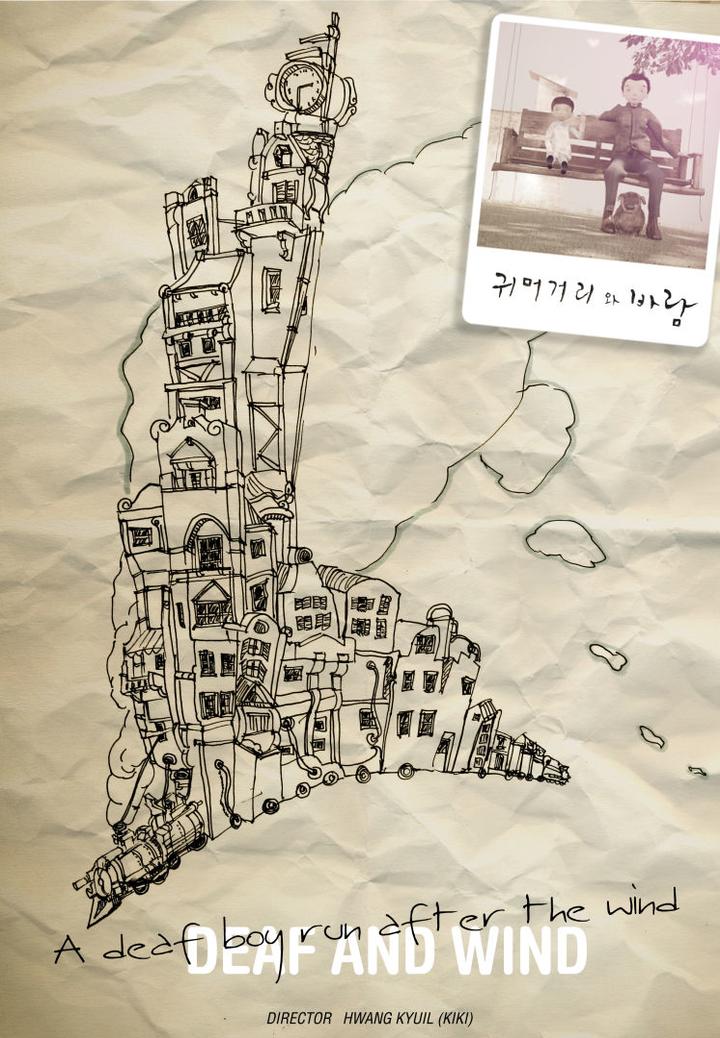 귀머거리 와 바람
A deaf boy run after the wind
DEAF AND WIND
DIRECTOR HWANG KYUIL (KIKI)